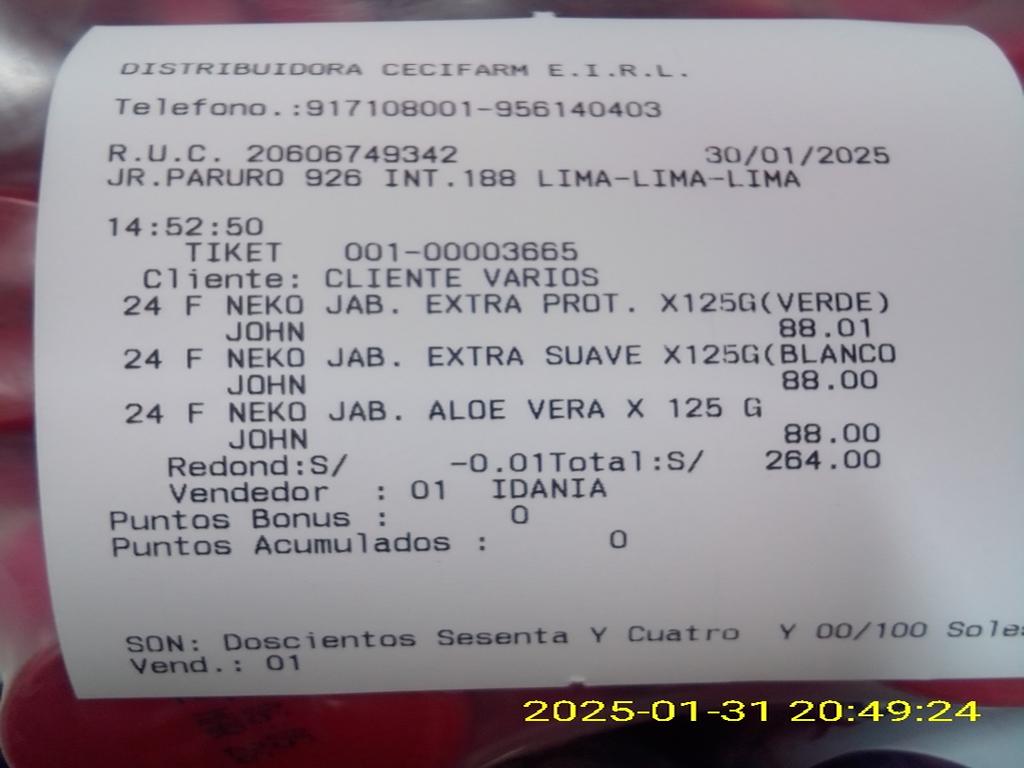 DISTRIBUIDORA CECIFARM E.I.R.L.
Telefono.:917108001-956140403
R.U.C. 20606749342 30/01/2025
JR.PARURO 926 INT.188 LIMA-LIMA-LIMA
14:52:50
TIKET 001-00003665
Cliente: CLIENTE VARIOS
24 F NEKO JAB. EXTRA PROT. X125G(VERDE)
JOHN 88.01
24 F NEKO JAB. EXTRA SUAVE X125G(BLANCO
JOHN 88.00
24 F NEKO JAB. ALOE VERA X 125 G
JOHN 88.00
Redond:S/ -0.01Total:S/ 264.00
Vendedor : 01 IDANIA
Puntos Bonus : 0
Puntos Acumulados : 0
SON: Doscientos Sesenta Y Cuatro Y 00/100 Soles
Vend.: 01
2025-01-31 20:49:24